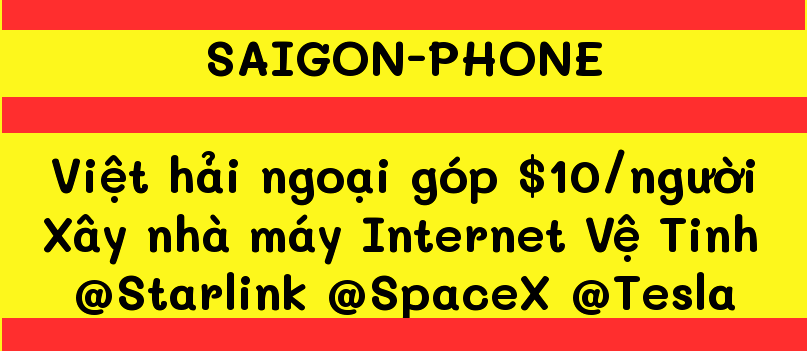 SAIGON-PHONE
Việt hải ngoại góp $10/người
Xây nhà máy Internet Vệ Tinh
@Starlink @SpaceX @Tesla